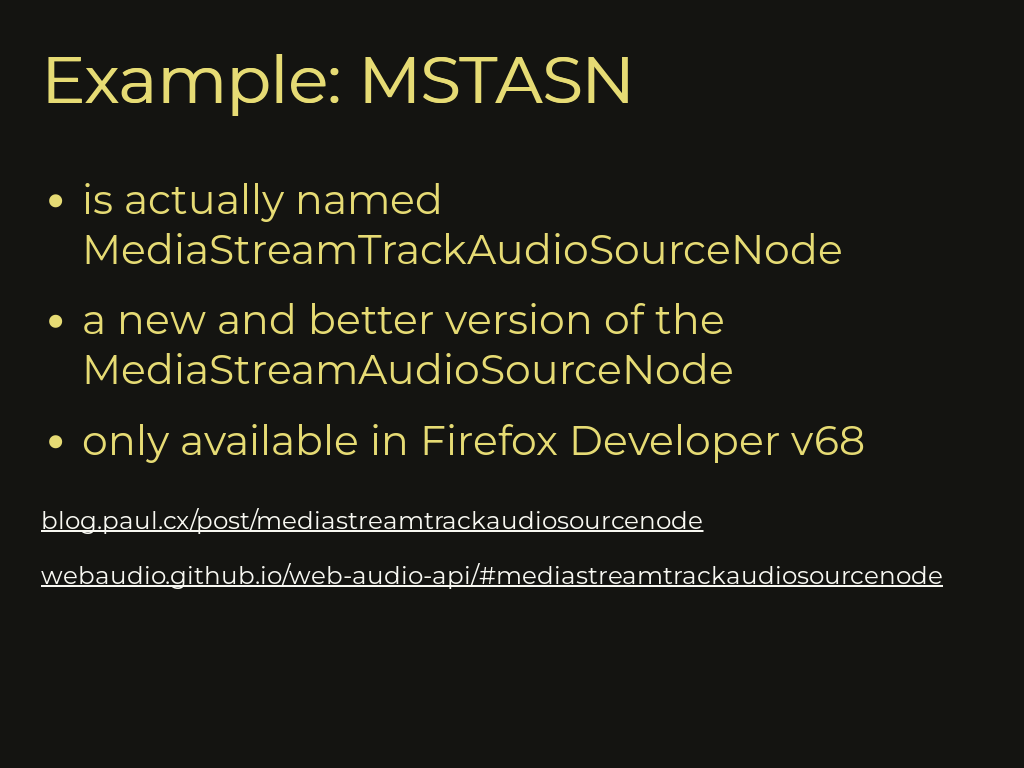 Example: MSTASN
• is actually named
MediaStreamTrackAudioSourceNode
• a new and better version of the
MediaStreamAudioSourceNode
• only available in Firefox Developer v68
blog.paul.cx/post/mediastreamtrackaudiosourcenode
webaudio.github.io/web-audio-api/#mediastreamtrackaudiosourcenode